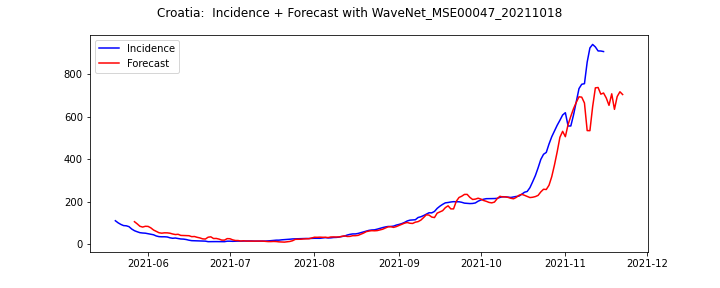 Croatia:  Incidence + Forecast with WaveNet_MSE00047_20211018
Incidence
Forecast
800
600
400
200
0
2021-06 2021-07 2021-08 2021-09 2021-10 2021-11 2021-12